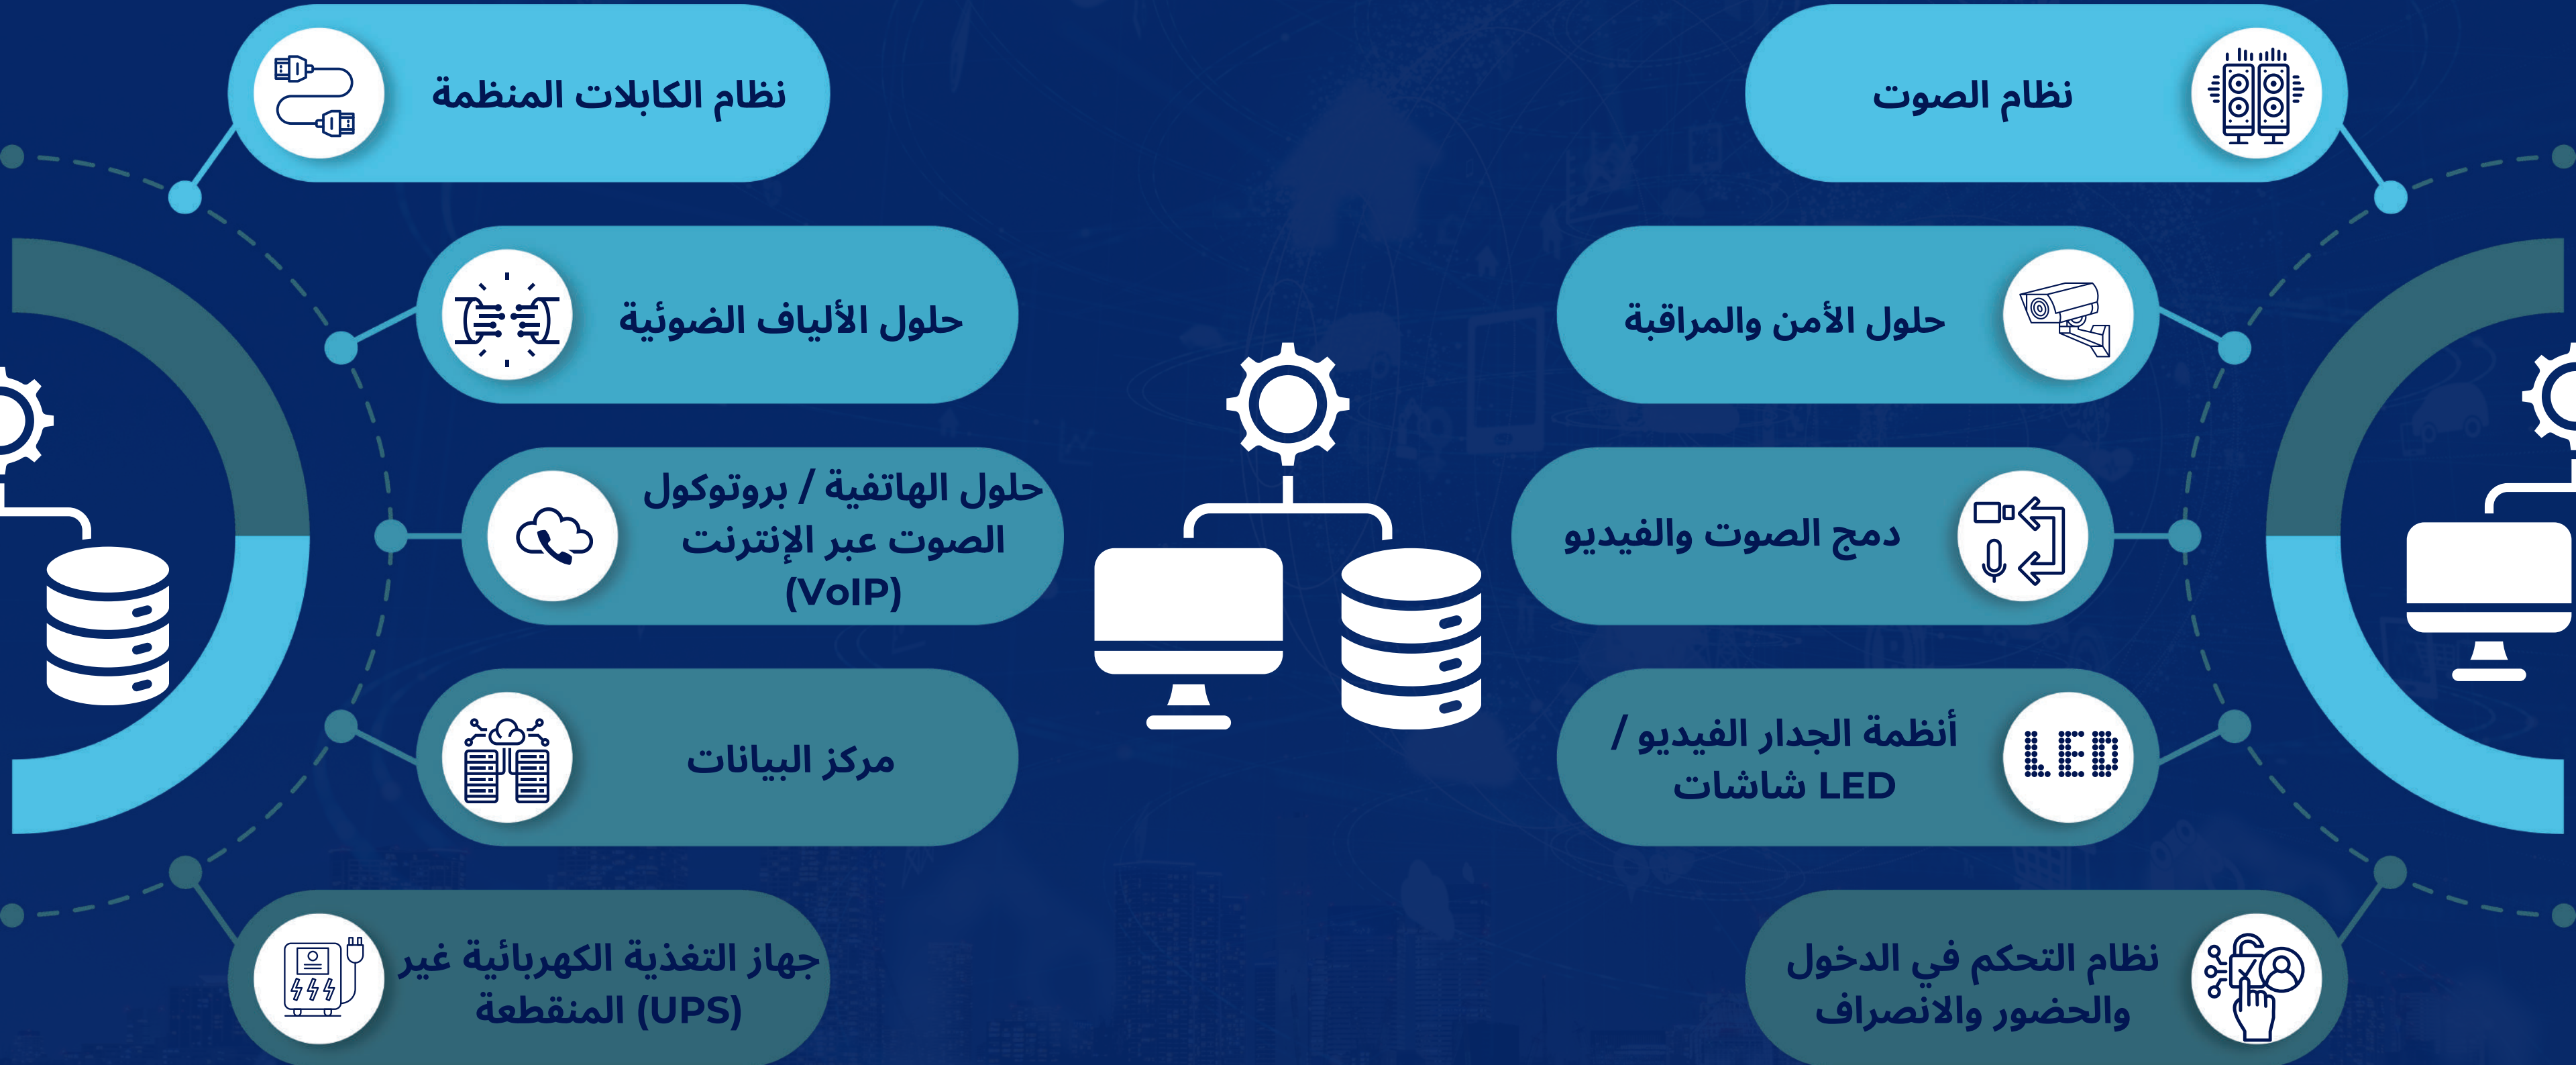 نظام الصوت
حلول الأمن والمراقبة
دمج الصوت والفيديو
أنظمة الجدار الفيديو /
LED شاشات
LED
نظام التحكم في الدخول
والحضور والانصراف
نظام الكابلات المنظمة
حلول الألياف الضوئية
حلول الهاتفية / بروتوكول
الصوت عبر الإنترنت
(VoIP)
مركز البيانات
جهاز التغذية الكهربائية غير
المنقطعة (UPS)